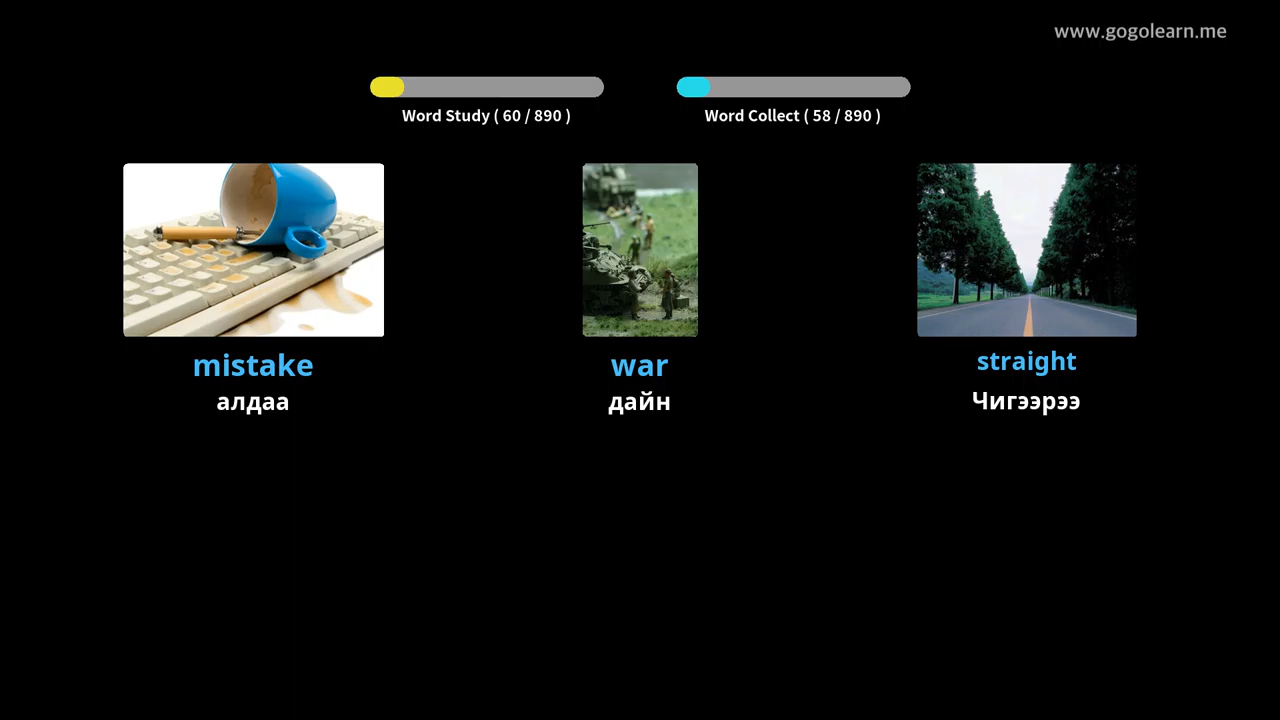 www.gogolearn.me
Word Study ( 60 / 890 )
Word Collect ( 58 / 890 )
mistake
алдаа
war
дайн
straight
Чигээрээ